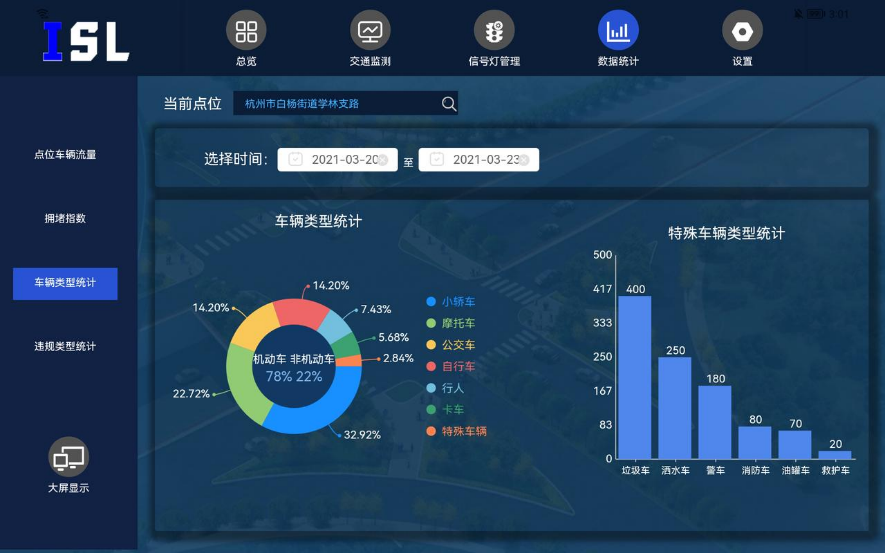 3:01
ISL
总览
交通监测
信号灯管理
数据统计
设置
点位车辆流量
拥堵指数
车辆类型统计
违规类型统计
大屏显示
当前点位 杭州市白杨街道学林支路
选择时间: 2021-03-20 至 2021-03-23
车辆类型统计
14.20%
14.20%
7.43%
5.68%
2.84%
22.72%
32.92%
机动车 非机动车
78% 22%
小轿车
摩托车
公交车
自行车
行人
卡车
特殊车辆
特殊车辆类型统计
500
417
333
250
167
83
0
400
250
180
80
70
20
垃圾车 洒水车 警车 消防车 油罐车 救护车